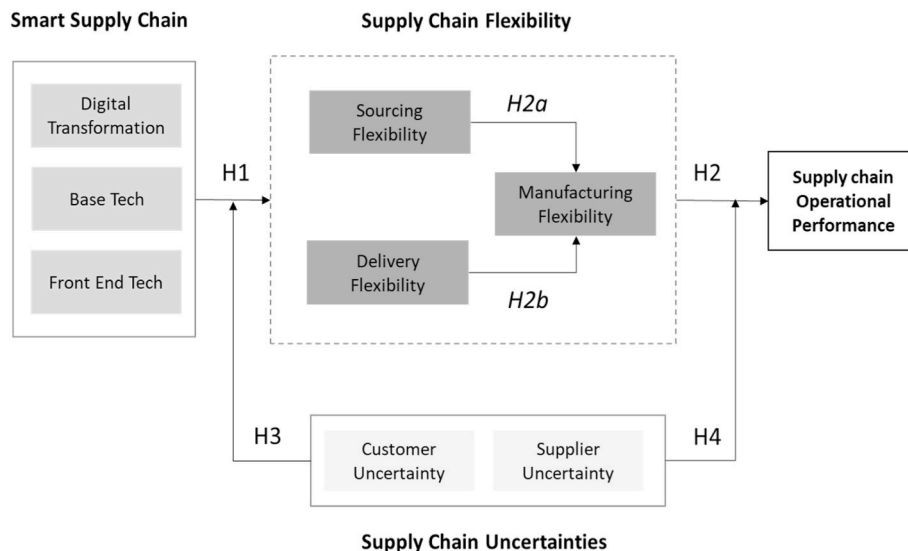 Smart Supply Chain
Supply Chain Flexibility
Digital
Transformation
Base Tech
Front End Tech
H1
Sourcing
Flexibility
H2a
Manufacturing
Flexibility
Delivery
Flexibility
H2b
H2
Supply chain
Operational
Performance
H3
Customer
Uncertainty
Supplier
Uncertainty
H4
Supply Chain Uncertainties